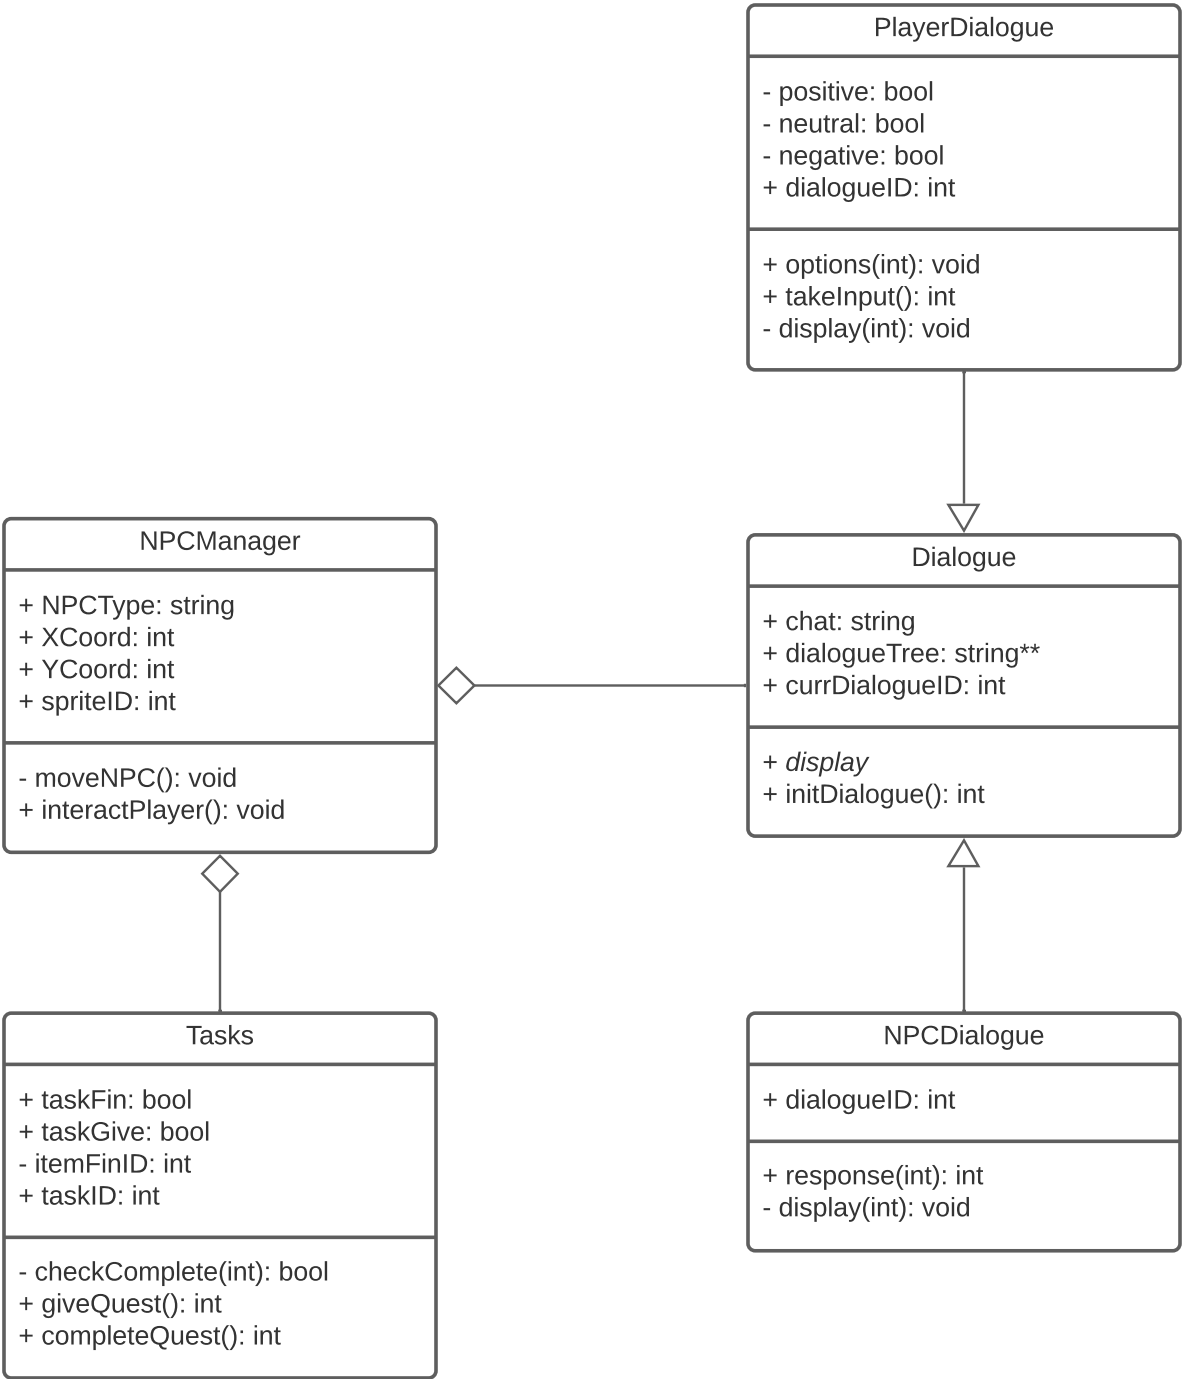 PlayerDialogue
- positive: bool
- neutral: bool
- negative: bool
+ dialogueID: int
+ options(int): void
+ takeInput(): int
- display(int): void
NPCManager
+ NPCType: string
+ XCoord: int
+ YCoord: int
+ spriteID: int
- moveNPC(): void
+ interactPlayer(): void
Dialogue
+ chat: string
+ dialogueTree: string**
+ currDialogueID: int
+ display
+ initDialogue(): int
Tasks
+ taskFin: bool
+ taskGive: bool
- itemFinID: int
+ taskID: int
- checkComplete(int): bool
+ giveQuest(): int
+ completeQuest(): int
NPCDialogue
+ dialogueID: int
+ response(int): int
- display(int): void